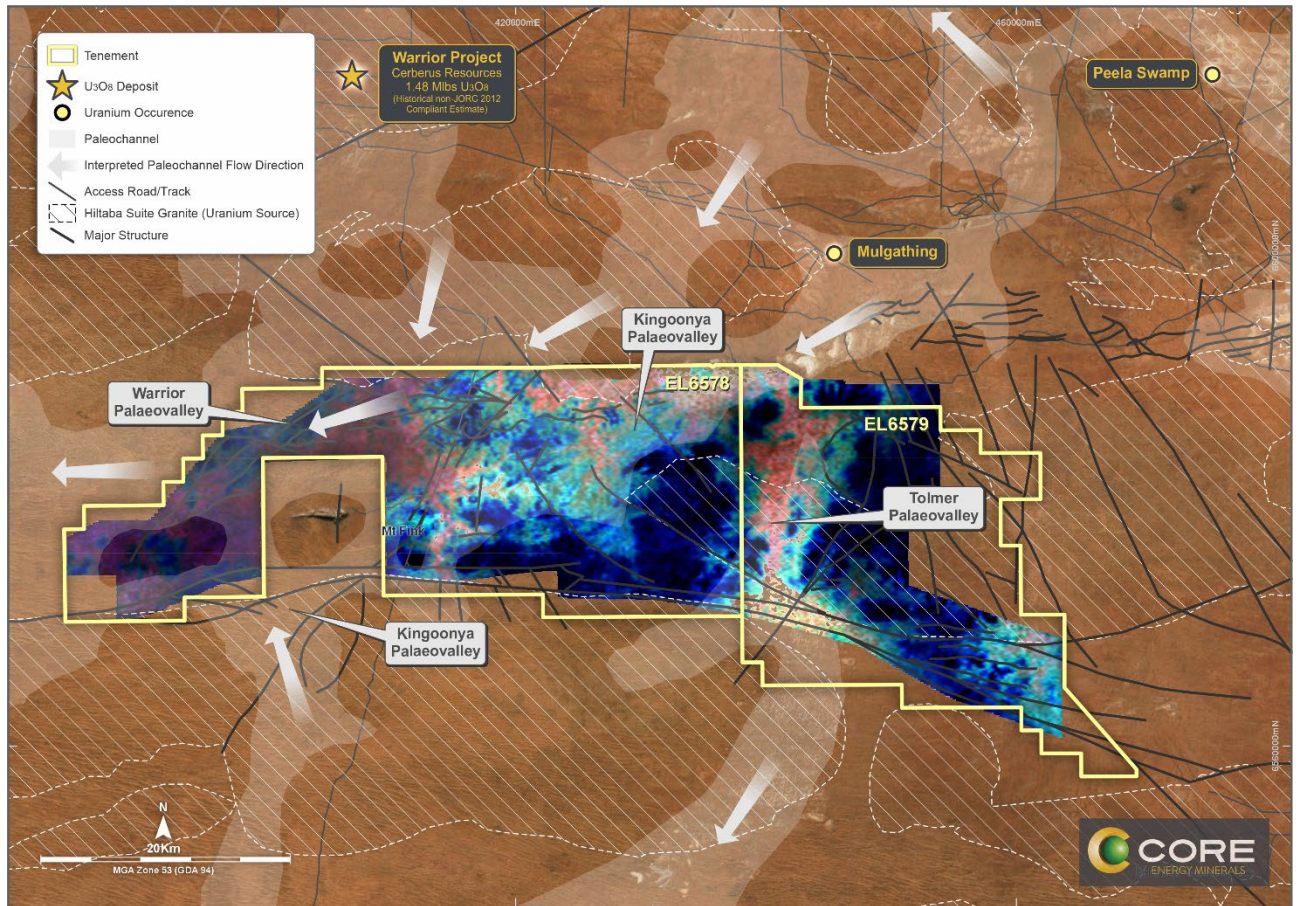 420000mE
460000mE
Tenement
U3O8 Deposit
Uranium Occurence
Paleochannel
Interpreted Paleochannel Flow Direction
Access Road/Track
Hiltaba Suite Granite (Uranium Source)
Major Structure
Warrior Project
Cerberus Resources
1.48 Mlbs U3O8
(Historical non-JORC 2012
Compliant Estimate)
Peela Swamp
Mulgathing
6600000mN
Kingoonya
Palaeovalley
EL6578
Warrior
Palaeovalley
EL6579
Tolmer
Palaeovalley
Mt Fink
Kingoonya
Palaeovalley
6560000mN
N
20Km
MGA Zone 53 (GDA 94)
CORE
ENERGY MINERALS